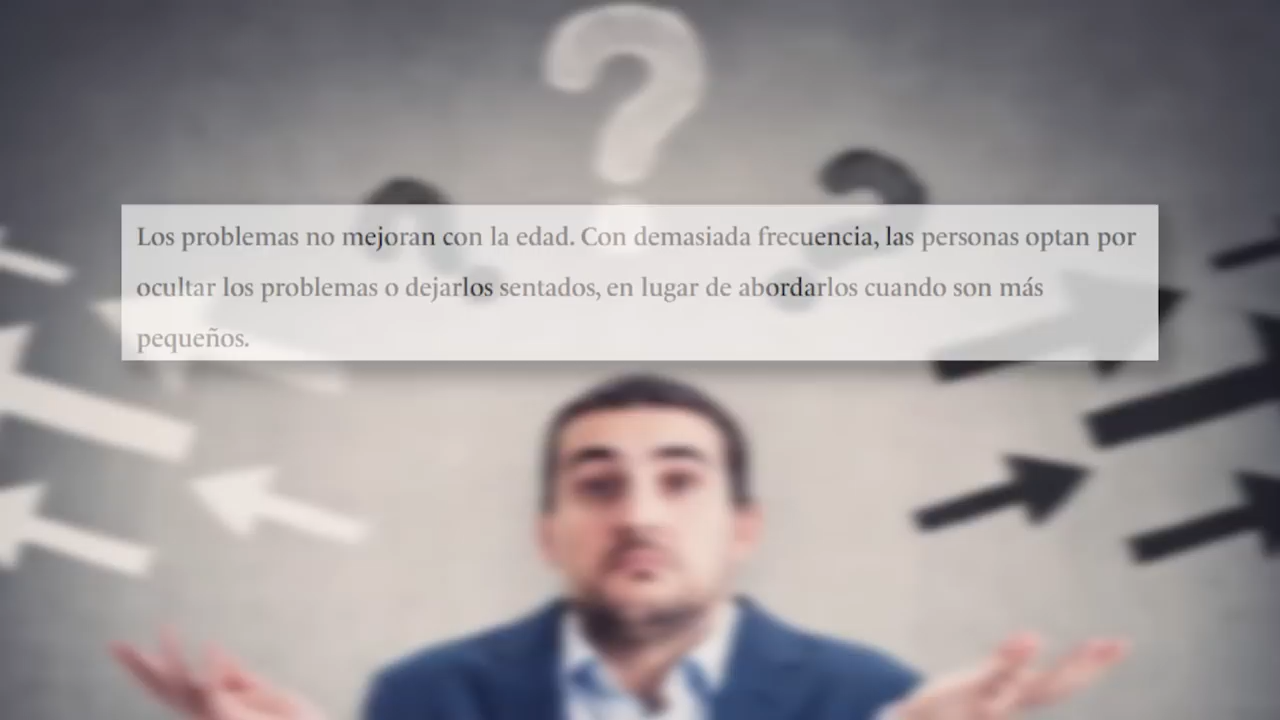 Los problemas no mejoran con la edad. Con demasiada frecuencia, las personas optan por
ocultar los problemas o dejarlos sentados, en lugar de abordarlos cuando son más
pequeños.